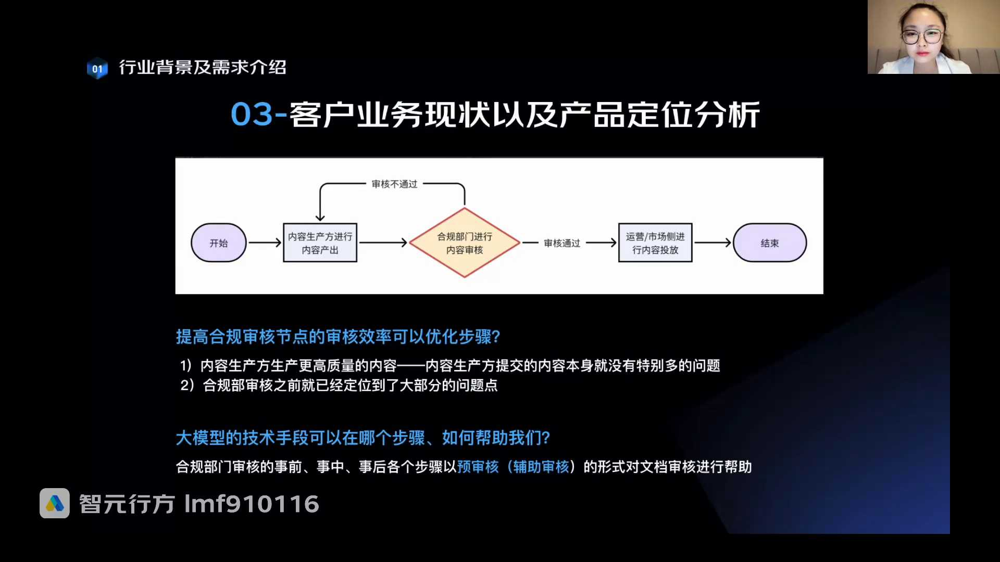 01 行业背景及需求介绍
03-客户业务现状以及产品定位分析
审核不通过
开始
内容生产方进行
内容产出
合规部门进行
内容审核
审核通过
运营/市场侧进
行内容投放
结束
提高合规审核节点的审核效率可以优化步骤?
1）内容生产方生产更高质量的内容——内容生产方提交的内容本身就没有特别多的问题
2）合规部审核之前就已经定位到了大部分的问题点
大模型的技术手段可以在哪个步骤、如何帮助我们?
合规部门审核的事前、事中、事后各个步骤以预审核（辅助审核）的形式对文档审核进行帮助
智元行方 lmf910116